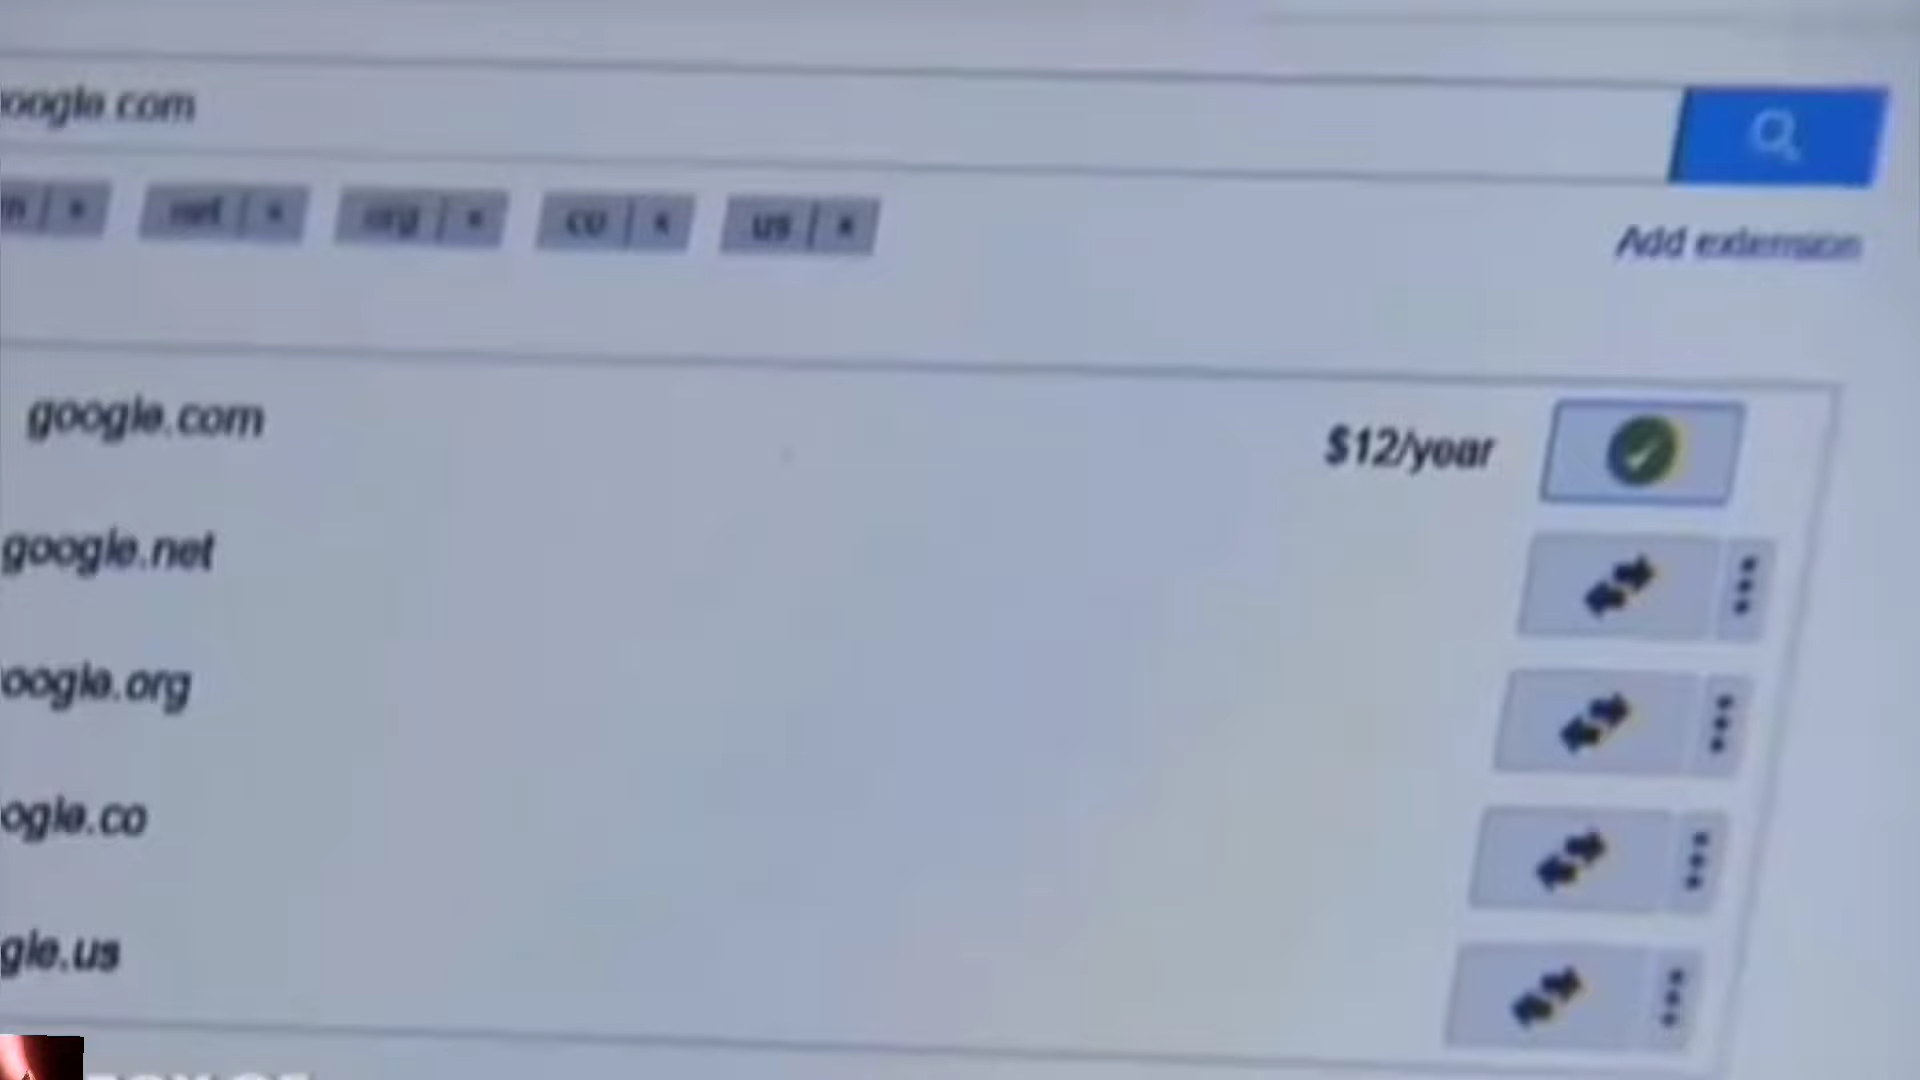 oogle.com
net × org × co × us ×
Add extension
google.com $12/year
google.net
oogle.org
ogle.co
gle.us